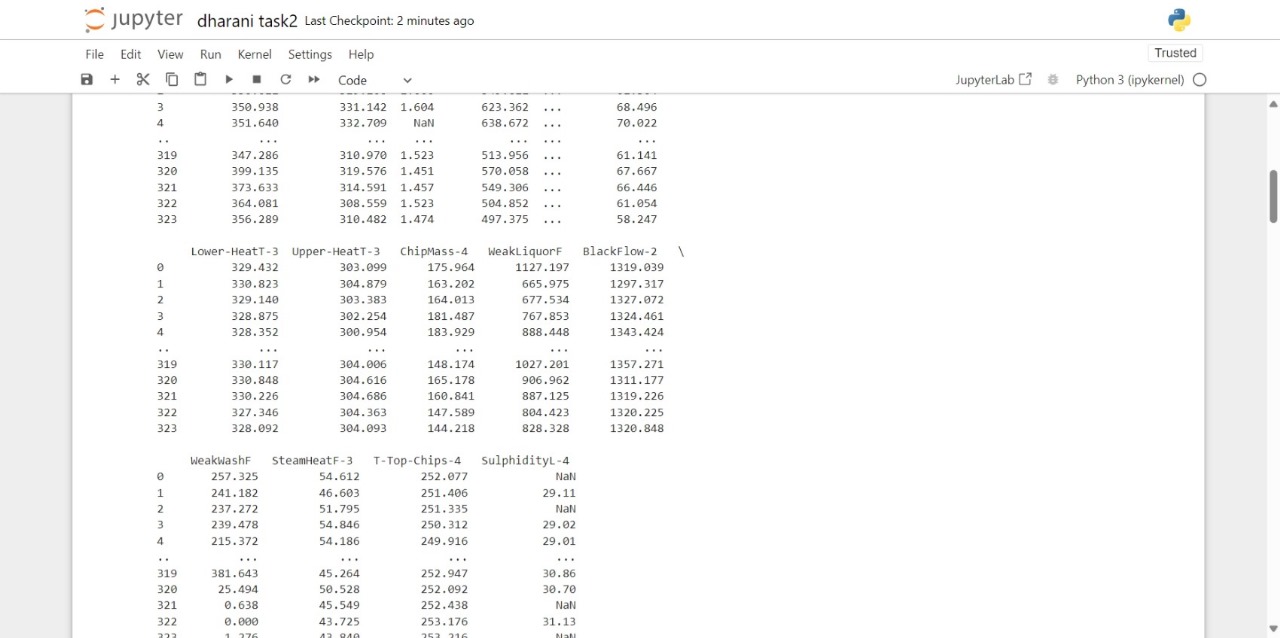 jupyter dharani task2 Last Checkpoint: 2 minutes ago
File Edit View Run Kernel Settings Help Trusted
Code JupyterLab Python 3 (ipykernel)
3 350.938 331.142 1.604 623.362 ... 68.496
4 351.640 332.709 NaN 638.672 ... 70.022
.. ... ... ... ... ... ...
319 347.286 310.970 1.523 513.956 ... 61.141
320 399.135 319.576 1.451 570.058 ... 67.667
321 373.633 314.591 1.457 549.306 ... 66.446
322 364.081 308.559 1.523 504.852 ... 61.054
323 356.289 310.482 1.474 497.375 ... 58.247
Lower-HeatT-3 Upper-HeatT-3 ChipMass-4 WeakLiquorF BlackFlow-2 \
0 329.432 303.099 175.964 1127.197 1319.039
1 330.823 304.879 163.202 665.975 1297.317
2 329.140 303.383 164.013 677.534 1327.072
3 328.875 302.254 181.487 767.853 1324.461
4 328.352 300.954 183.929 888.448 1343.424
.. ... ... ... ... ...
319 330.117 304.006 148.174 1027.201 1357.271
320 330.848 304.616 165.178 906.962 1311.177
321 330.226 304.686 160.841 887.125 1319.226
322 327.346 304.363 147.589 804.423 1320.225
323 328.092 304.093 144.218 828.328 1320.848
WeakWashF SteamHeatF-3 T-Top-Chips-4 SulphidityL-4
0 257.325 54.612 252.077 NaN
1 241.182 46.603 251.406 29.11
2 237.272 51.795 251.335 NaN
3 239.478 54.846 250.312 29.02
4 215.372 54.186 249.916 29.01
.. ... ... ... ...
319 381.643 45.264 252.947 30.86
320 25.494 50.528 252.092 30.70
321 0.638 45.549 252.438 NaN
322 0.000 43.725 253.176 31.13
323 1.276 43.840 253.216 NaN